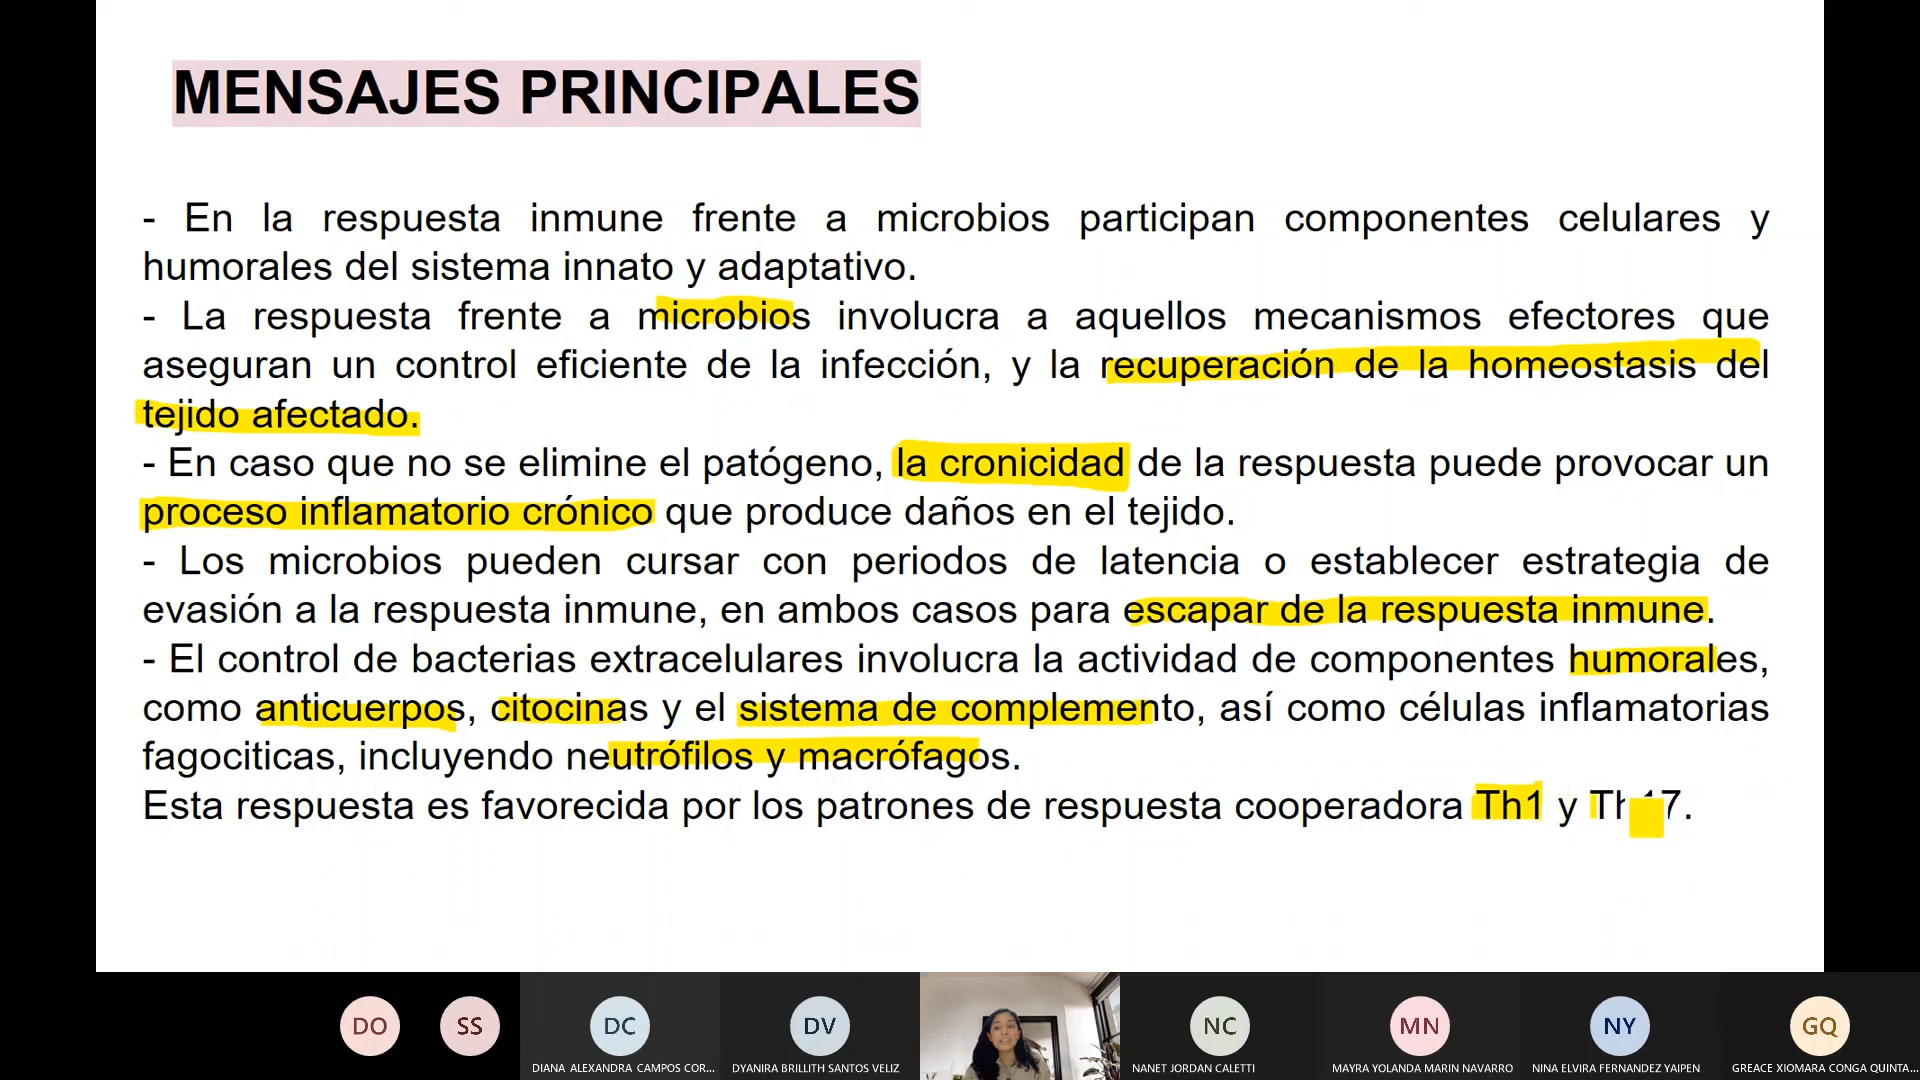 MENSAJES PRINCIPALES
- En la respuesta inmune frente a microbios participan componentes celulares y
humorales del sistema innato y adaptativo.
- La respuesta frente a microbios involucra a aquellos mecanismos efectores que
aseguran un control eficiente de la infección, y la recuperación de la homeostasis del
tejido afectado.
- En caso que no se elimine el patógeno, la cronicidad de la respuesta puede provocar un
proceso inflamatorio crónico que produce daños en el tejido.
- Los microbios pueden cursar con periodos de latencia o establecer estrategia de
evasión a la respuesta inmune, en ambos casos para escapar de la respuesta inmune.
- El control de bacterias extracelulares involucra la actividad de componentes humorales,
como anticuerpos, citocinas y el sistema de complemento, así como células inflamatorias
fagociticas, incluyendo neutrófilos y macrófagos.
Esta respuesta es favorecida por los patrones de respuesta cooperadora Th1 y Th17.
DO SS DC DV NC MN NY GQ
DIANA ALEXANDRA CAMPOS COR... DYANIRA BRILLITH SANTOS VELIZ NANET JORDAN CALETTI MAYRA YOLANDA MARIN NAVARRO NINA ELVIRA FERNANDEZ YAIPEN GREACE XIOMARA CONGA QUINTA...